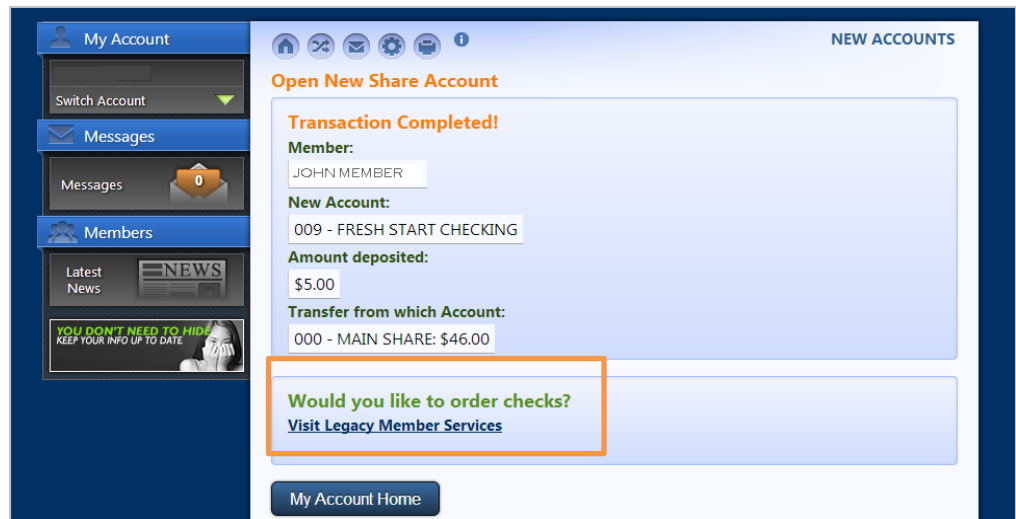 My Account
Switch Account
Messages
Messages
0
Members
Latest
News
NEWS
YOU DON'T NEED TO HIDE
KEEP YOUR INFO UP TO DATE
i
NEW ACCOUNTS
Open New Share Account
Transaction Completed!
Member:
JOHN MEMBER
New Account:
009 - FRESH START CHECKING
Amount deposited:
$5.00
Transfer from which Account:
000 - MAIN SHARE: $46.00
Would you like to order checks?
Visit Legacy Member Services
My Account Home